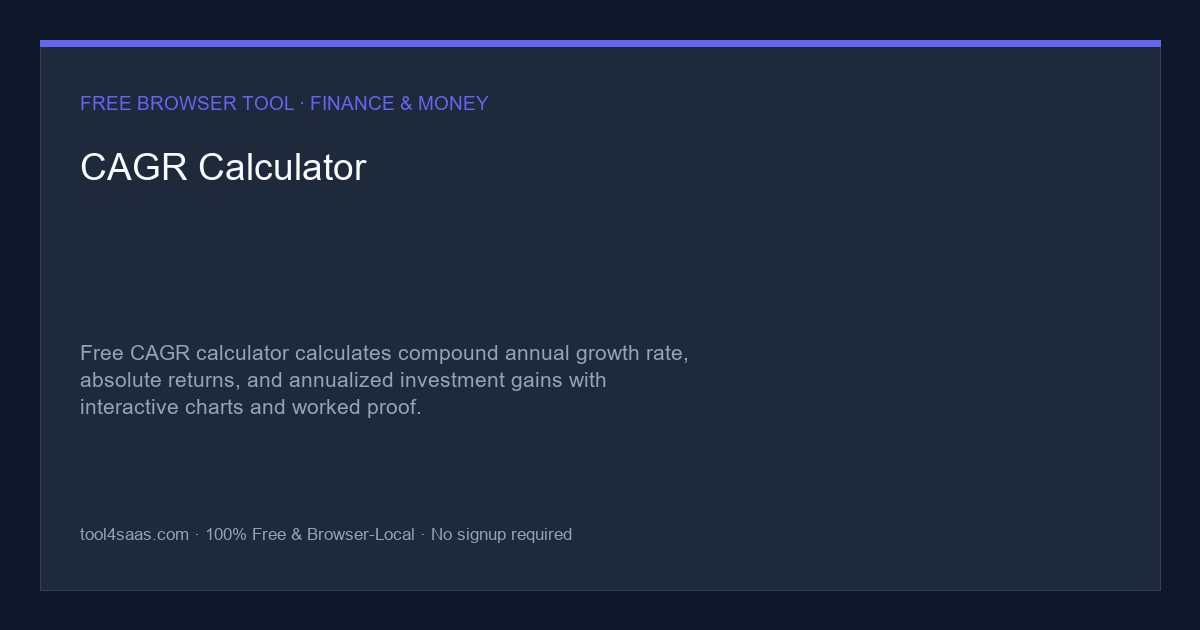 FREE BROWSER TOOL · FINANCE & MONEY
CAGR Calculator
Free CAGR calculator calculates compound annual growth rate,
absolute returns, and annualized investment gains with
interactive charts and worked proof.
tool4saas.com · 100% Free & Browser-Local · No signup required